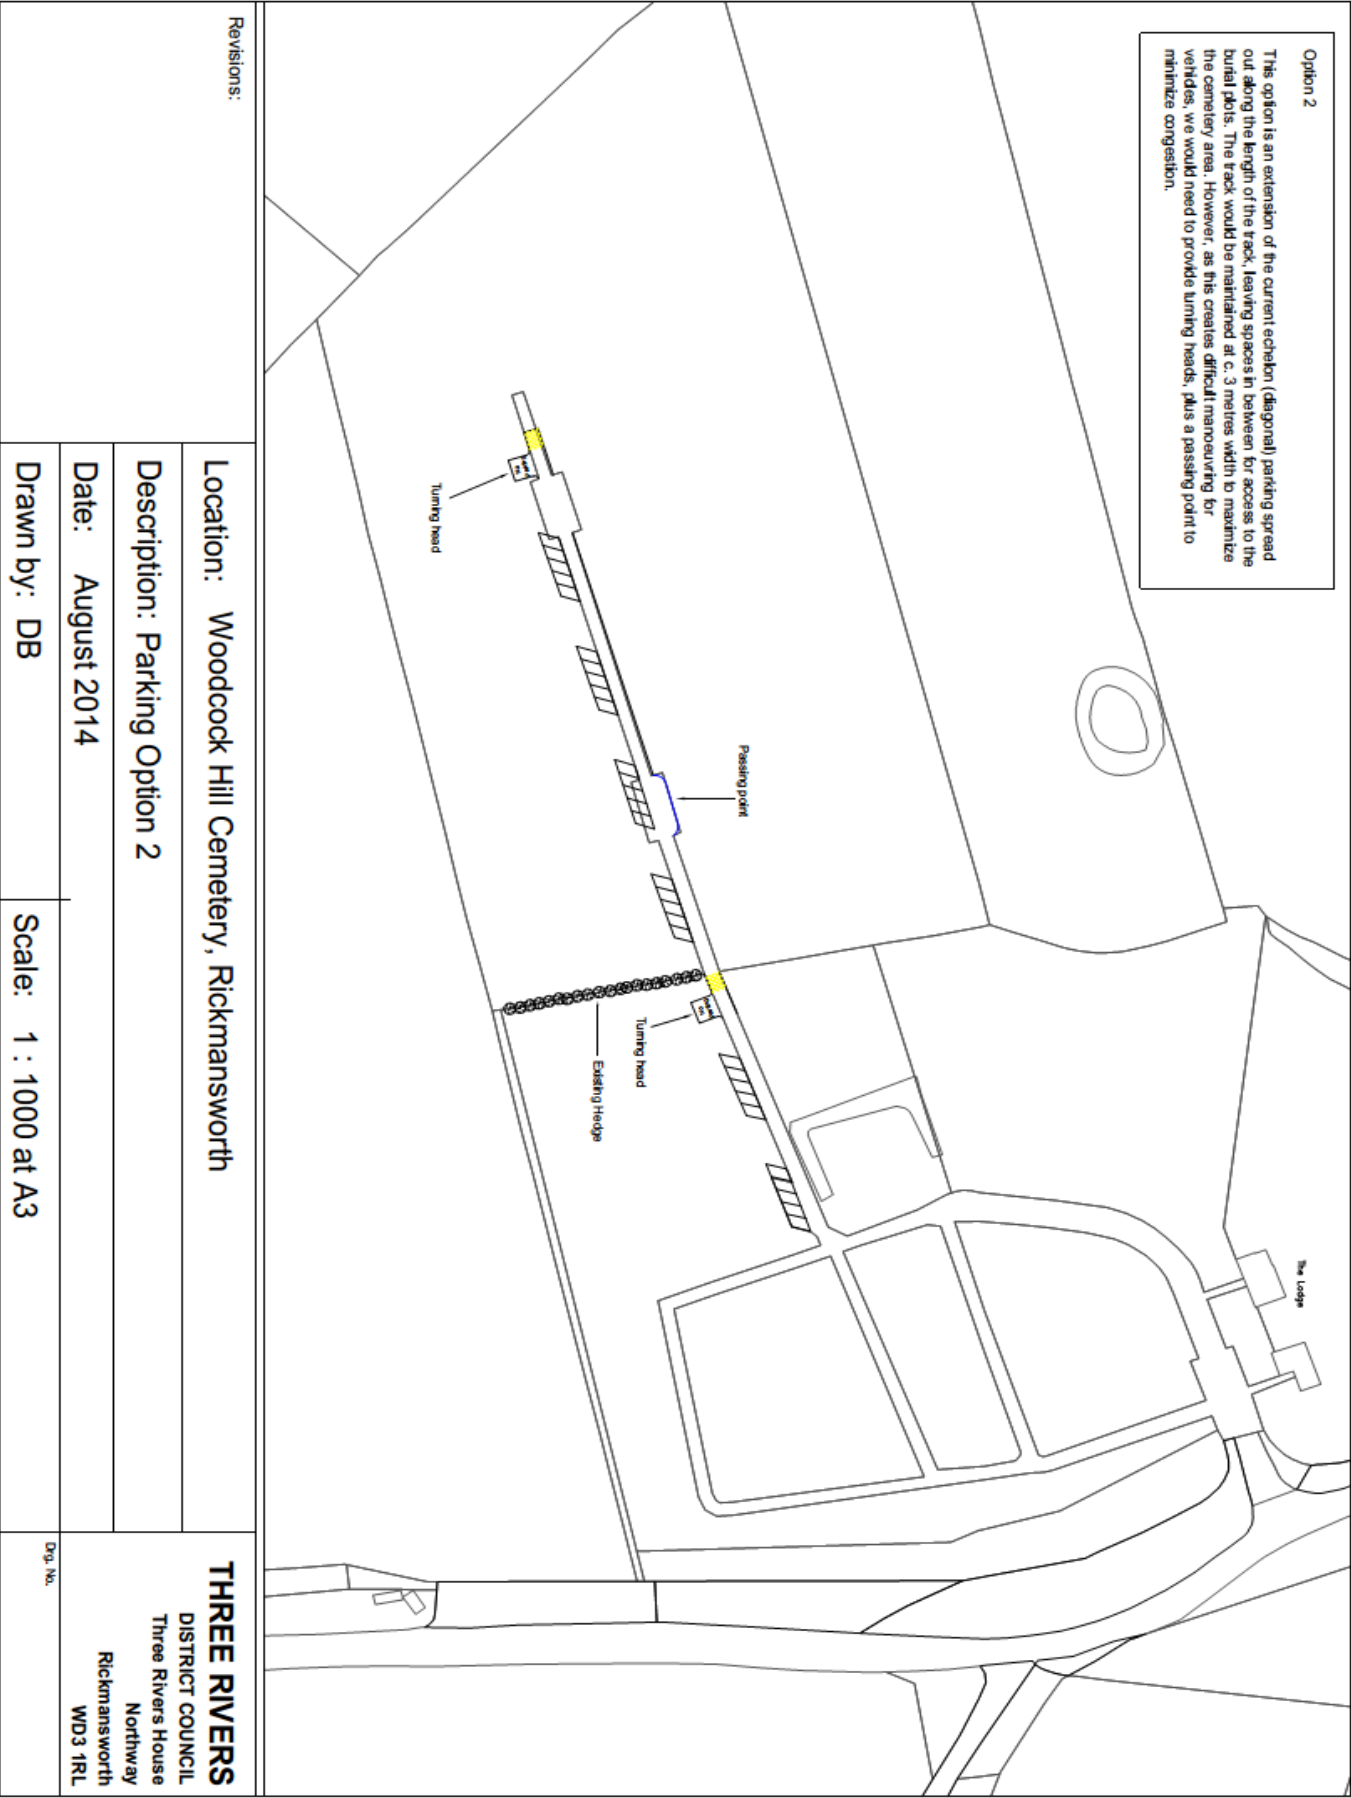 Option 2
This option is an extension of the current echelon (diagonal) parking spread
out along the length of the track, leaving spaces in between for access to the
burial plots. The track would be maintained at c. 3 metres width to maximize
the cemetery area. However, as this creates difficult manoeuvring for
vehicles, we would need to provide turning heads, plus a passing point to
minimize congestion.
The Lodge
Passing point
Turning head
Existing Hedge
Turning head
Revisions:
Location: Woodcock Hill Cemetery, Rickmansworth
Description: Parking Option 2
Date: August 2014
Drawn by: DB
Scale: 1 : 1000 at A3
THREE RIVERS
DISTRICT COUNCIL
Three Rivers House
Northway
Rickmansworth
WD3 1RL
Drg. No.